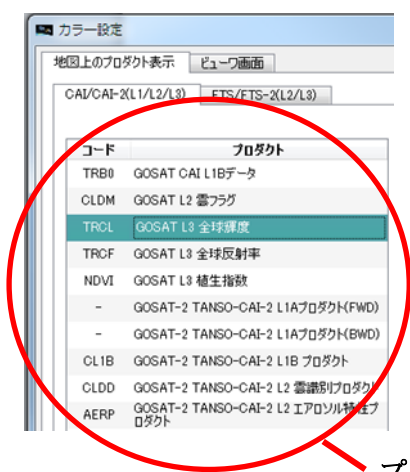 カラー設定
地図上のプロダクト表示 ビューワ画面
CAI/CAI-2(L1/L2/L3) FTS/FTS-2(L2/L3)
コード プロダクト
TRB0 GOSAT CAI L1Bデータ
CLDM GOSAT L2 雲フラグ
TRCL GOSAT L3 全球輝度
TRCF GOSAT L3 全球反射率
NDVI GOSAT L3 植生指数
- GOSAT-2 TANSO-CAI-2 L1Aプロダクト(FWD)
- GOSAT-2 TANSO-CAI-2 L1Aプロダクト(BWD)
CL1B GOSAT-2 TANSO-CAI-2 L1B プロダクト
CLDD GOSAT-2 TANSO-CAI-2 L2 雲識別プロダクト
AERP GOSAT-2 TANSO-CAI-2 L2 エアロゾル特性プ
ロダクト
プ